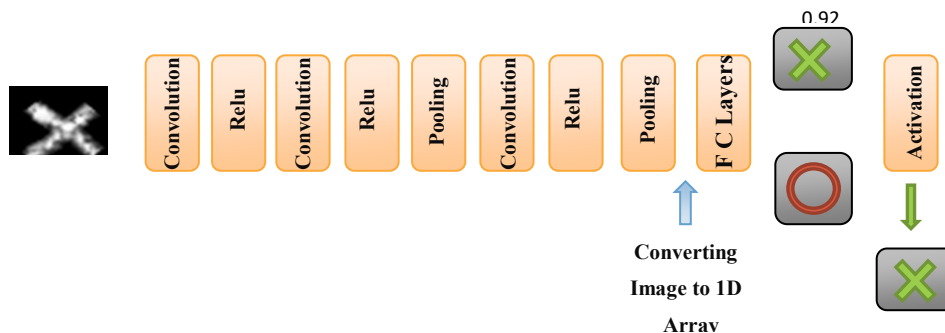 0.92
Convolution
Relu
Convolution
Relu
Pooling
Convolution
Relu
Pooling
F C Layers
Activation
Converting
Image to 1D
Array